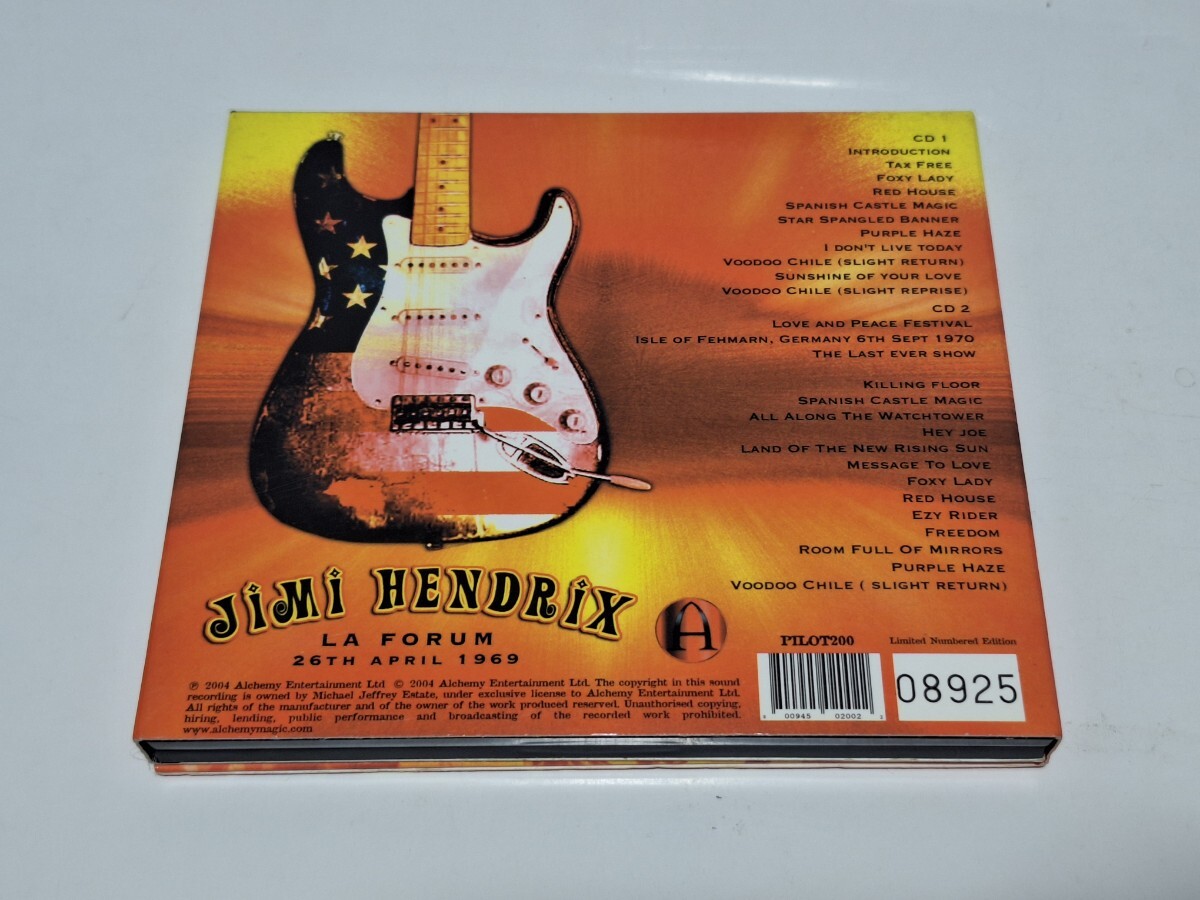 CD 1
INTRODUCTION
TAX FREE
FOXY LADY
RED HOUSE
SPANISH CASTLE MAGIC
STAR SPANGLED BANNER
PURPLE HAZE
I DON'T LIVE TODAY
VOODOO CHILE (SLIGHT RETURN)
SUNSHINE OF YOUR LOVE
VOODOO CHILE (SLIGHT REPRISE)
CD 2
LOVE AND PEACE FESTIVAL
ISLE OF FEHMARN, GERMANY 6TH SEPT 1970
THE LAST EVER SHOW
KILLING FLOOR
SPANISH CASTLE MAGIC
ALL ALONG THE WATCHTOWER
HEY JOE
LAND OF THE NEW RISING SUN
MESSAGE TO LOVE
FOXY LADY
RED HOUSE
EZY RIDER
FREEDOM
ROOM FULL OF MIRRORS
PURPLE HAZE
VOODOO CHILE ( SLIGHT RETURN)
JiMi HENDRiX
LA FORUM
26TH APRIL 1969
A
PILOT200
Limited Numbered Edition
08925
8 00945 02002 2
℗ 2004 Alchemy Entertainment Ltd © 2004 Alchemy Entertainment Ltd. The copyright in this sound
recording is owned by Michael Jeffrey Estate, under exclusive license to Alchemy Entertainment Ltd.
All rights of the manufacturer and of the owner of the work produced reserved. Unauthorised copying,
hiring, lending, public performance and broadcasting of the recorded work prohibited.
www.alchemymagic.com